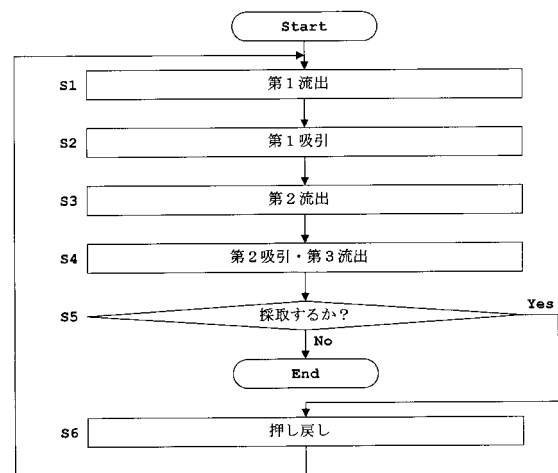 Start
S1 第1流出
S2 第1吸引
S3 第2流出
S4 第2吸引・第3流出
S5 採取するか？ Yes
No
End
S6 押し戻し